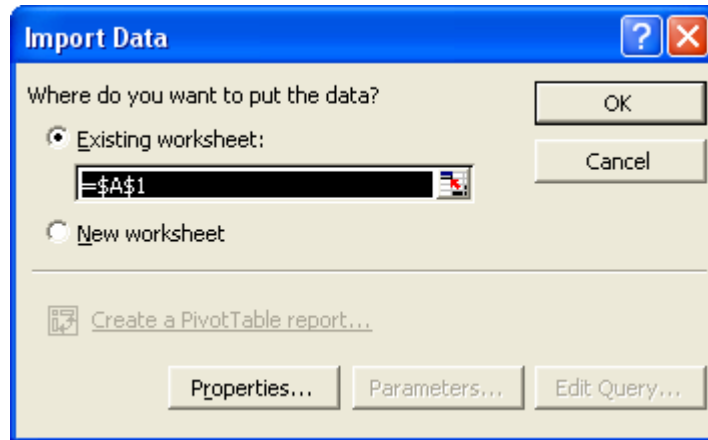 Import Data
Where do you want to put the data?
OK
Existing worksheet:
Cancel
=$A$1
New worksheet
Create a PivotTable report...
Properties...
Parameters...
Edit Query...